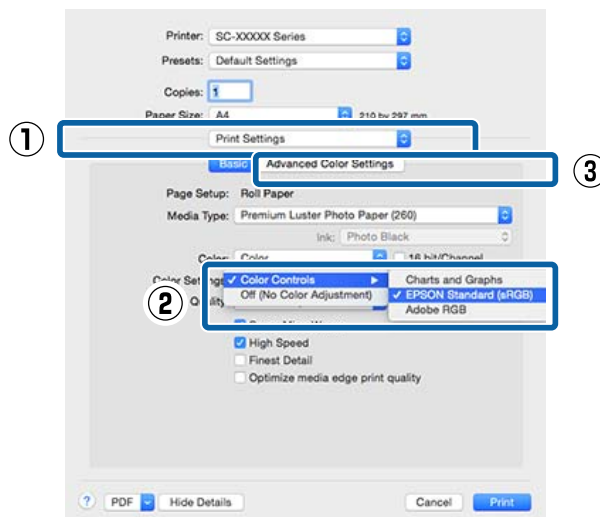 Printer: SC-XXXXX Series
Presets: Default Settings
Copies: 1
Paper Size: A4 210 by 297 mm
① Print Settings
Basic Advanced Color Settings ③
Page Setup: Roll Paper
Media Type: Premium Luster Photo Paper (260)
Ink: Photo Black
Color: Color 16 bit/Channel
Color Settings ✓ Color Controls ▶ Charts and Graphs
② Off (No Color Adjustment) ✓ EPSON Standard (sRGB)
Adobe RGB
High Speed
Finest Detail
Optimize media edge print quality
? PDF Hide Details Cancel Print